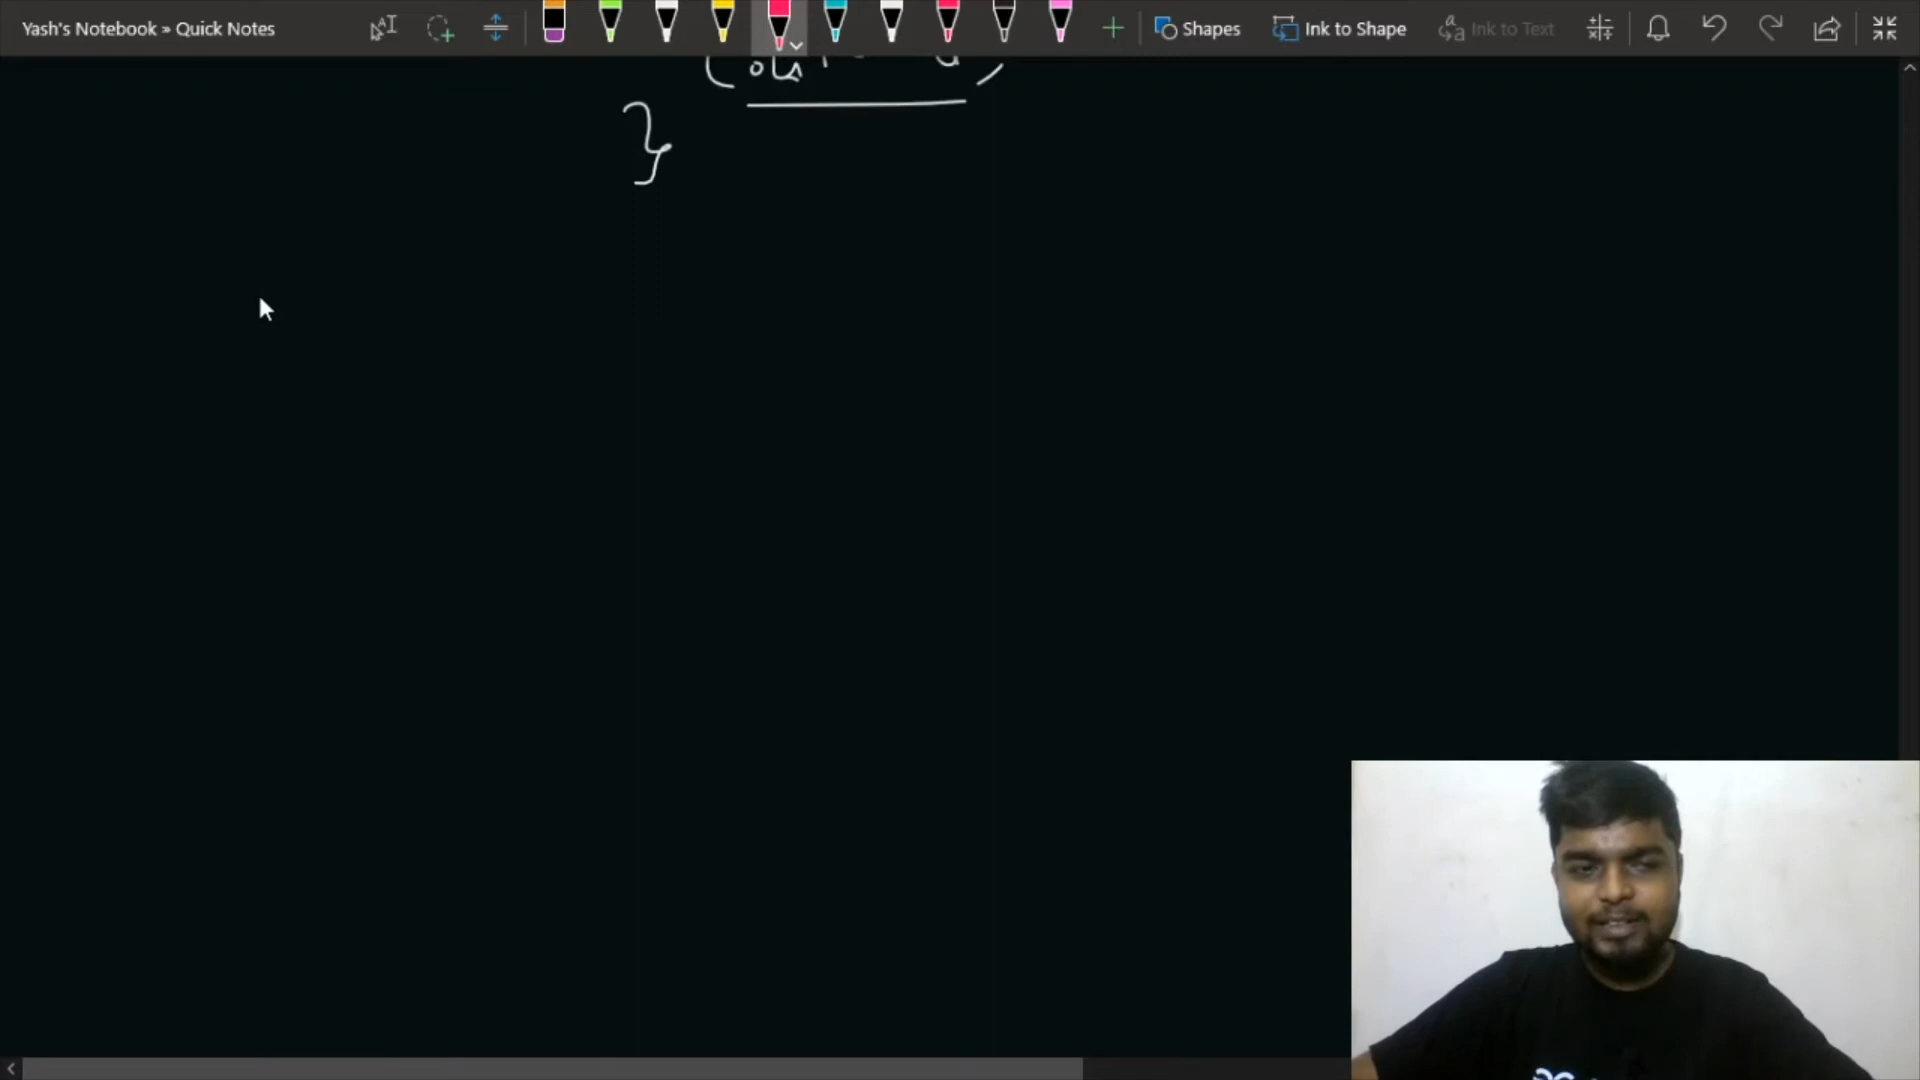 Yash's Notebook » Quick Notes
Shapes
Ink to Shape
Ink to Text
}